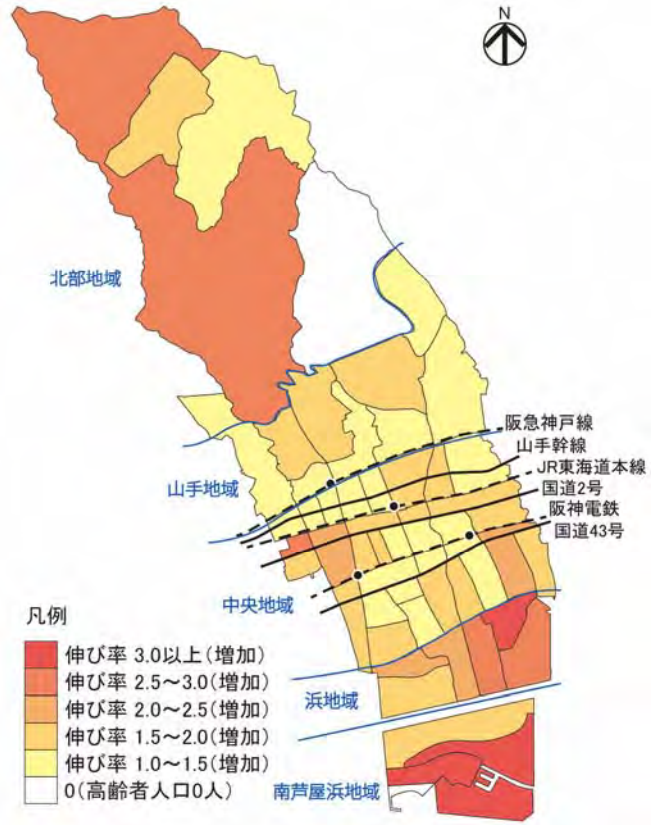 N
北部地域
阪急神戸線
山手幹線
JR東海道本線
国道2号
阪神電鉄
国道43号
山手地域
中央地域
凡例
伸び率 3.0以上(増加)
伸び率 2.5～3.0(増加)
伸び率 2.0～2.5(増加)
伸び率 1.5～2.0(増加)
伸び率 1.0～1.5(増加)
0(高齢者人口0人)
浜地域
南芦屋浜地域